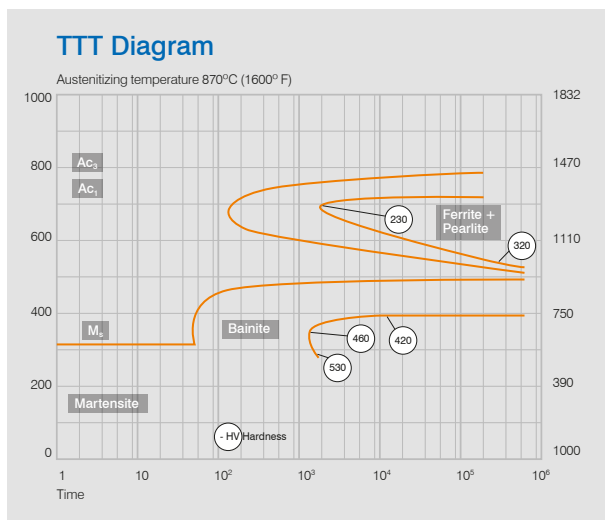 TTT Diagram
Austenitizing temperature 870°C (1600° F)
1000
1832
800
Ac₃
1470
Ac₁
230
Ferrite +
Pearlite
600
1110
320
400
750
Mₛ
Bainite
460
420
530
200
390
Martensite
- HV Hardness
0
1000
1
10
10²
10³
10⁴
10⁵
10⁶
Time